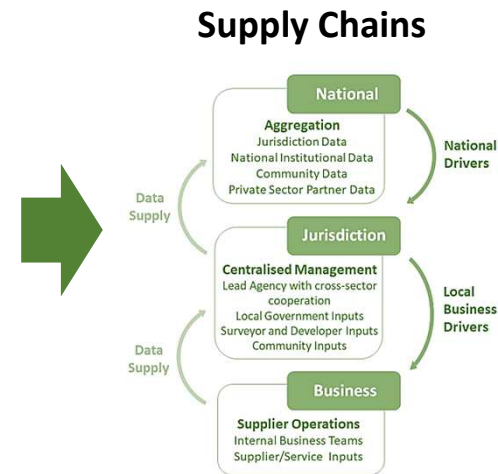 Supply Chains
National
Aggregation
Jurisdiction Data
National Institutional Data
Community Data
Private Sector Partner Data
National
Drivers
Data
Supply
Jurisdiction
Centralised Management
Lead Agency with cross-sector
cooperation
Local Government Inputs
Surveyor and Developer Inputs
Community Inputs
Local
Business
Drivers
Data
Supply
Business
Supplier Operations
Internal Business Teams
Supplier/Service Inputs